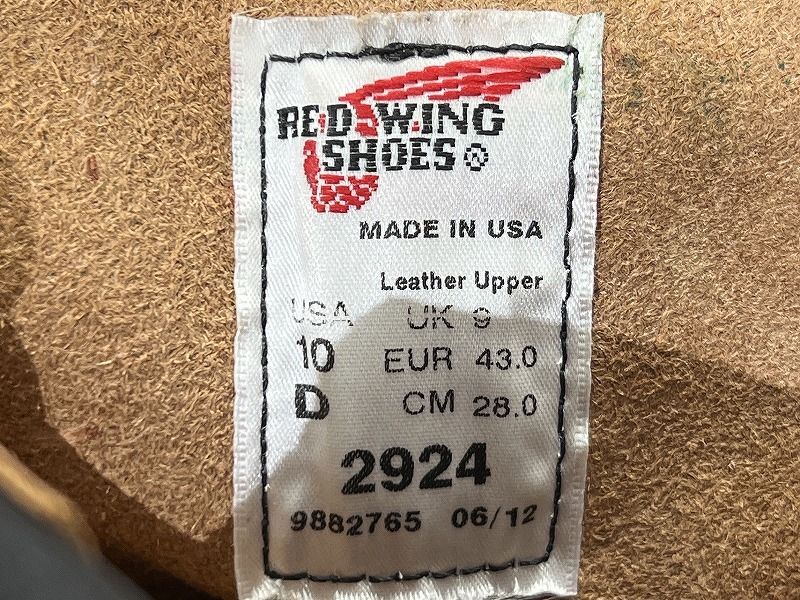 RED WING
SHOES ®
MADE IN USA
Leather Upper
USA UK 9
10 EUR 43.0
D CM 28.0
2924
9882765 06/12